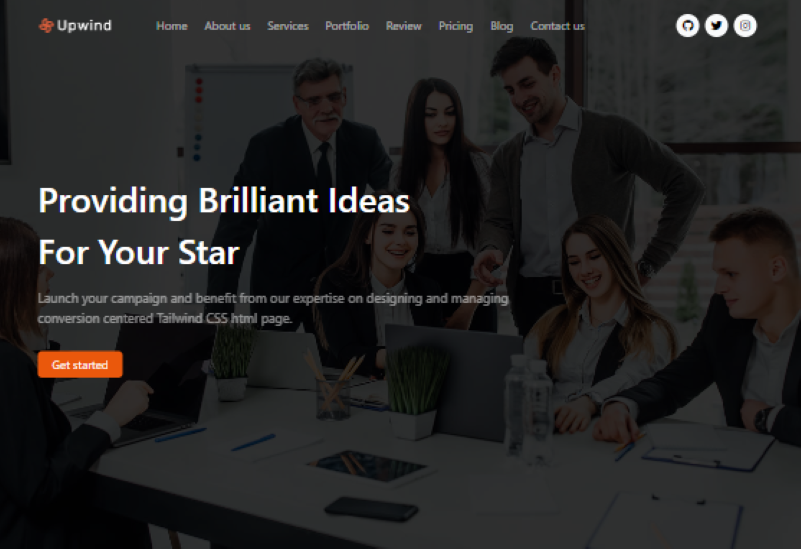 Upwind
Home About us Services Portfolio Review Pricing Blog Contact us
Providing Brilliant Ideas
For Your Star
Launch your campaign and benefit from our expertise on designing and managing
conversion centered Tailwind CSS html page.
Get started